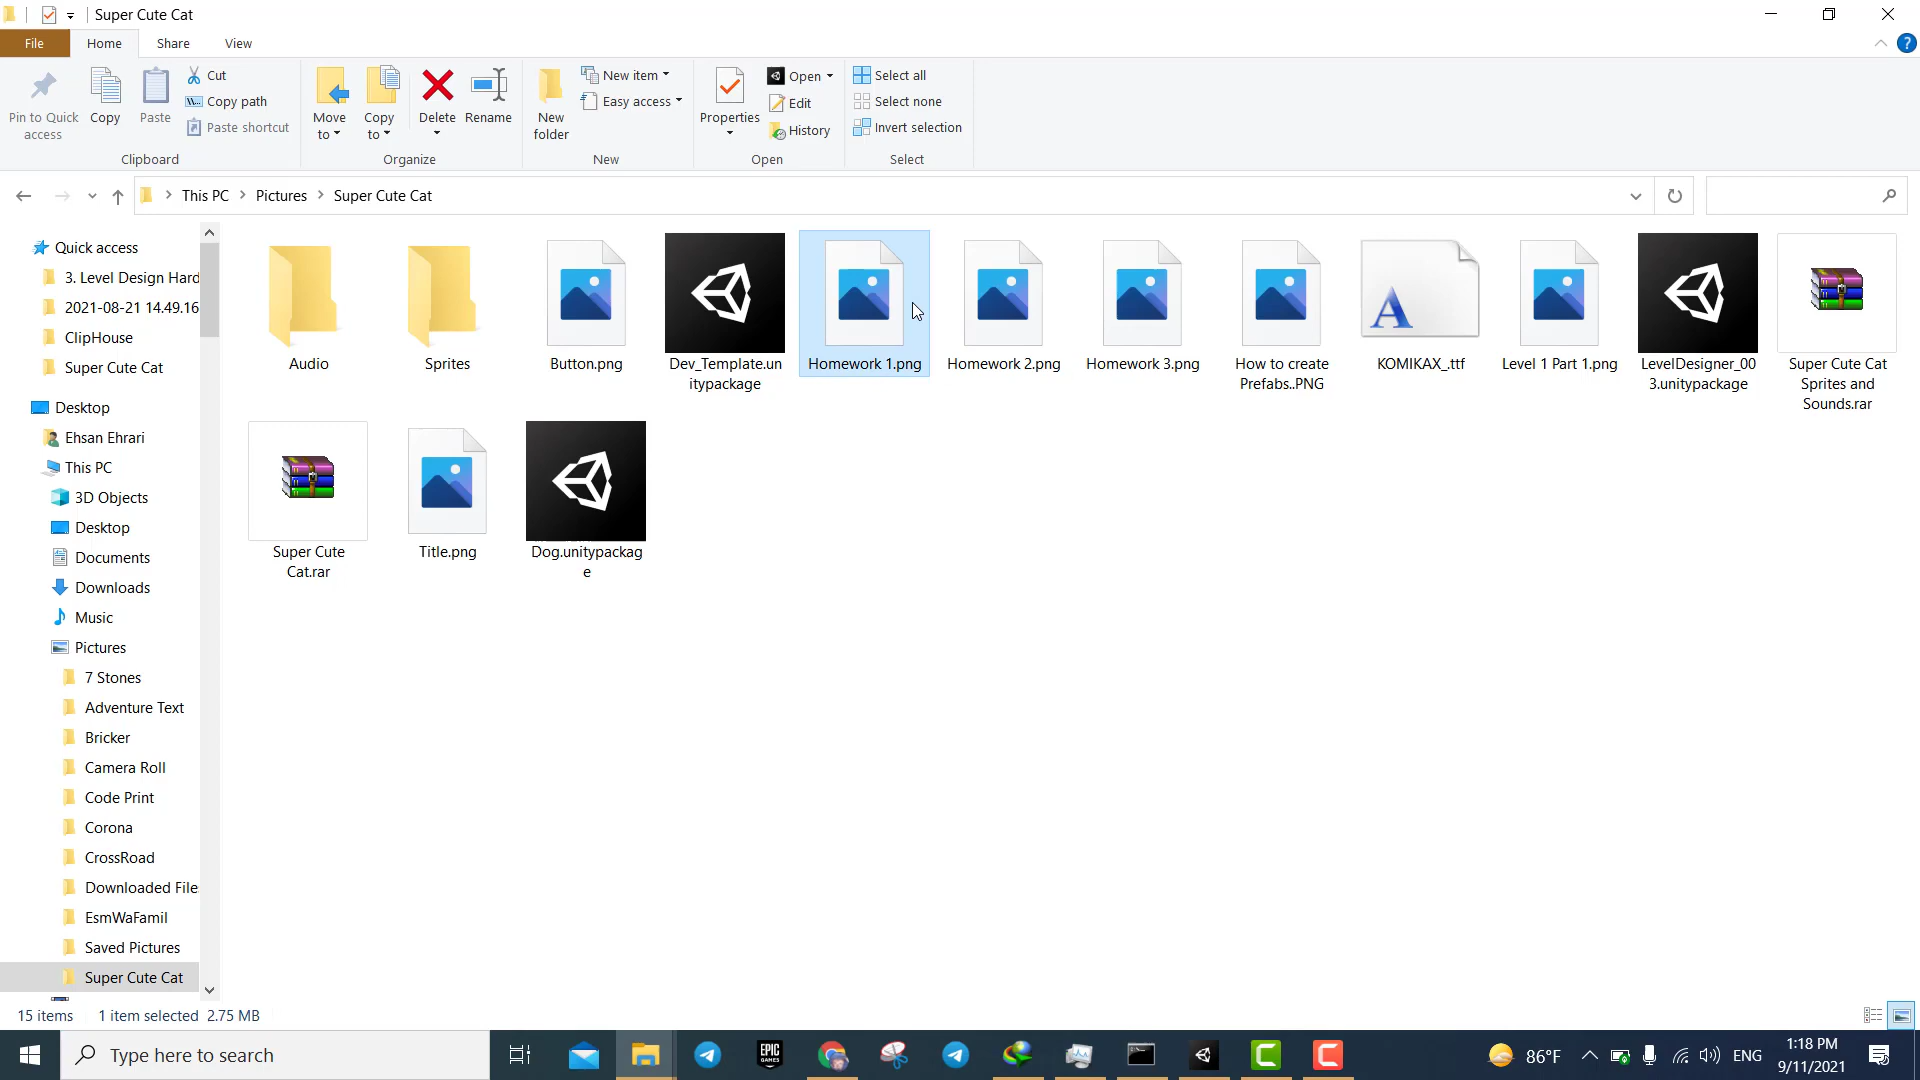 Super Cute Cat
File
Home
Share
View
Pin to Quick
access
Copy
Paste
Cut
Copy path
Paste shortcut
Clipboard
Move
to
Copy
to
Delete
Rename
Organize
New
folder
New item
Easy access
New
Properties
Open
Edit
History
Open
Select all
Select none
Invert selection
Select
This PC
Pictures
Super Cute Cat
Quick access
3. Level Design Hard
2021-08-21 14.49.16
ClipHouse
Super Cute Cat
Desktop
Ehsan Ehrari
This PC
3D Objects
Desktop
Documents
Downloads
Music
Pictures
7 Stones
Adventure Text
Bricker
Camera Roll
Code Print
Corona
CrossRoad
Downloaded File
EsmWaFamil
Saved Pictures
Super Cute Cat
Audio
Sprites
Button.png
Dev_Template.un
itypackage
Homework 1.png
Homework 2.png
Homework 3.png
How to create
Prefabs..PNG
KOMIKAX_.ttf
Level 1 Part 1.png
LevelDesigner_00
3.unitypackage
Super Cute Cat
Sprites and
Sounds.rar
Super Cute
Cat.rar
Title.png
Dog.unitypackag
e
15 items
1 item selected 2.75 MB
Type here to search
EPIC
GAMES
86°F
ENG
1:18 PM
9/11/2021